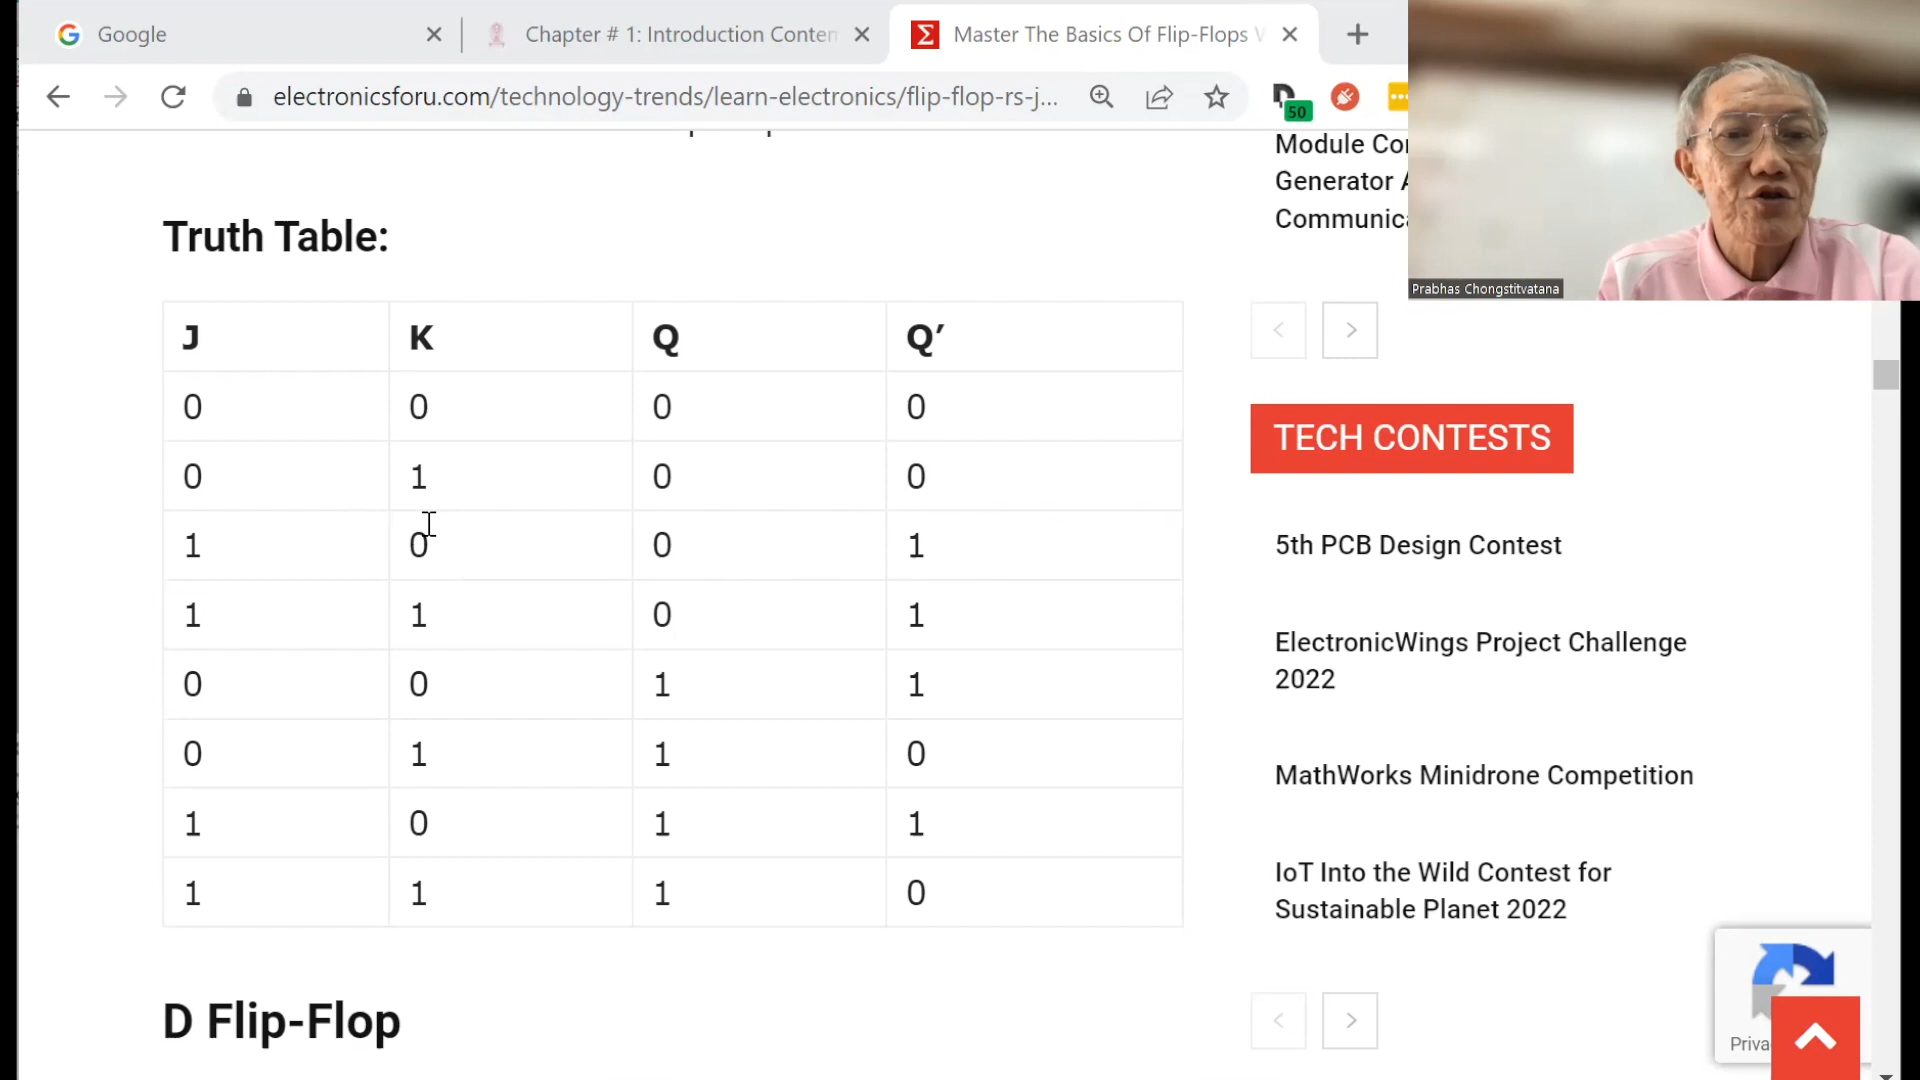 Google
Chapter # 1: Introduction Conten
Master The Basics Of Flip-Flops W
electronicsforu.com/technology-trends/learn-electronics/flip-flop-rs-j...
50
Module Co
Generator
Communic
Prabhas Chongstitvatana
Truth Table:
J K Q Q′
0 0 0 0
0 1 0 0
1 0 0 1
1 1 0 1
0 0 1 1
0 1 1 0
1 0 1 1
1 1 1 0
D Flip-Flop
TECH CONTESTS
5th PCB Design Contest
ElectronicWings Project Challenge
2022
MathWorks Minidrone Competition
IoT Into the Wild Contest for
Sustainable Planet 2022
Priva